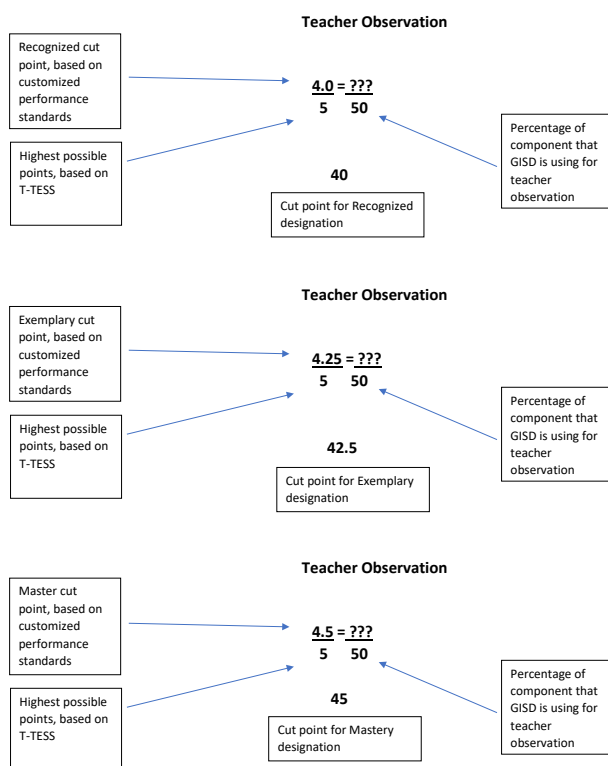 Teacher Observation
Recognized cut
point, based on
customized
performance
standards
4.0 = ???
5 50
Highest possible
points, based on
T-TESS
Percentage of
component that
GISD is using for
teacher
observation
40
Cut point for Recognized
designation
Teacher Observation
Exemplary cut
point, based on
customized
performance
standards
4.25 = ???
5 50
Highest possible
points, based on
T-TESS
Percentage of
component that
GISD is using for
teacher
observation
42.5
Cut point for Exemplary
designation
Teacher Observation
Master cut
point, based on
customized
performance
standards
4.5 = ???
5 50
Highest possible
points, based on
T-TESS
Percentage of
component that
GISD is using for
teacher
observation
45
Cut point for Mastery
designation